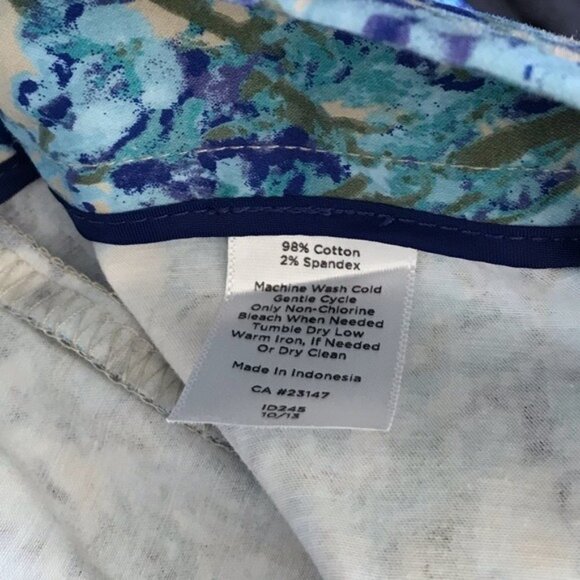 98% Cotton
2% Spandex
Machine Wash Cold
Gentle Cycle
Only Non-Chlorine
Bleach When Needed
Tumble Dry Low
Warm Iron, If Needed
Or Dry Clean
Made In Indonesia
CA #23147
ID245
10/13